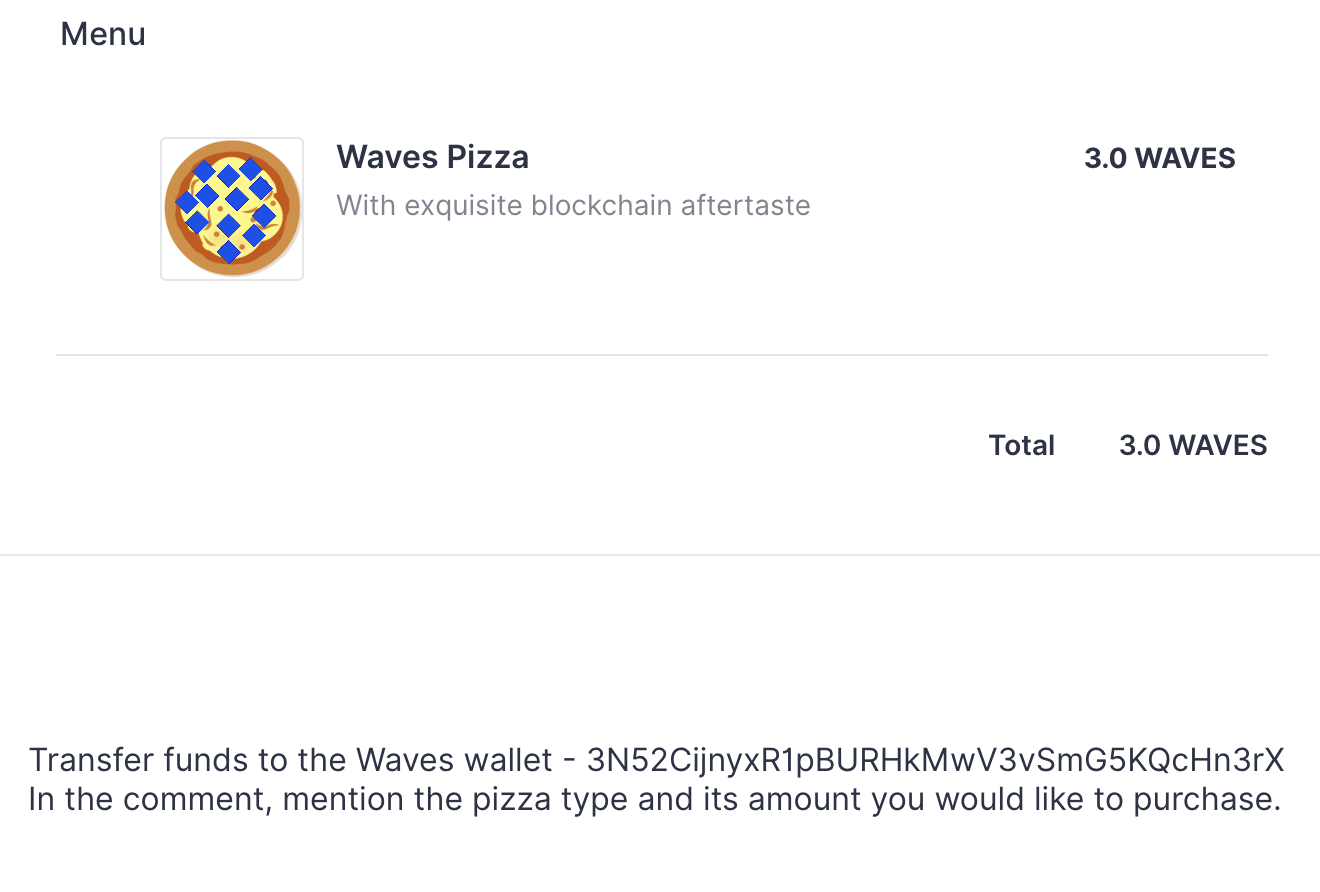 Menu
Waves Pizza
3.0 WAVES
With exquisite blockchain aftertaste
Total 3.0 WAVES
Transfer funds to the Waves wallet - 3N52CijnyxR1pBURHkMwV3vSmG5KQcHn3rX
In the comment, mention the pizza type and its amount you would like to purchase.